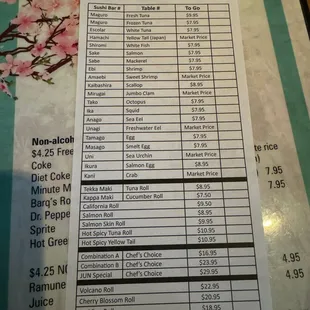 Sushi Bar # Table # To Go
Maguro Fresh Tuna $9.95
Maguro Frozen Tuna $7.95
Escolar White Tuna $7.95
Hamachi Yellow Tail (Japan) Market Price
Shiromi White Fish $7.95
Sake Salmon $7.95
Sabe Mackerel $7.95
Ebi Shrimp $7.95
Amaebi Sweet Shrimp Market Price
Kaibashira Scallop $8.95
Mirugai Jumbo Clam Market Price
Tako Octopus $7.95
Ika Squid $7.95
Anago Sea Eel $7.95
Unagi Freshwater Eel Market Price
Tamago Egg $7.95
Masago Smelt Egg $7.95
Uni Sea Urchin Market Price
Ikura Salmon Egg $8.95
Kani Crab Market Price
Tekka Maki Tuna Roll $8.95
Kappa Maki Cucumber Roll $7.50
California Roll $9.50
Salmon Roll $8.95
Salmon Skin Roll $9.95
Hot Spicy Tuna Roll $10.95
Hot Spicy Yellow Tail $10.95
Combination A Chef's Choice $16.95
Combination B Chef's Choice $23.95
JUN Special Chef's Choice $29.95
Volcano Roll $22.95
Cherry Blossom Roll $20.95
$18.95
Non-alcoh
$4.25 Free
Coke
Diet Coke
Minute M
Barq's Ro
Dr. Peppe
Sprite
Hot Green
$4.25 NO
Ramune
Juice
te rice
7.95
7.95
4.95
4.95